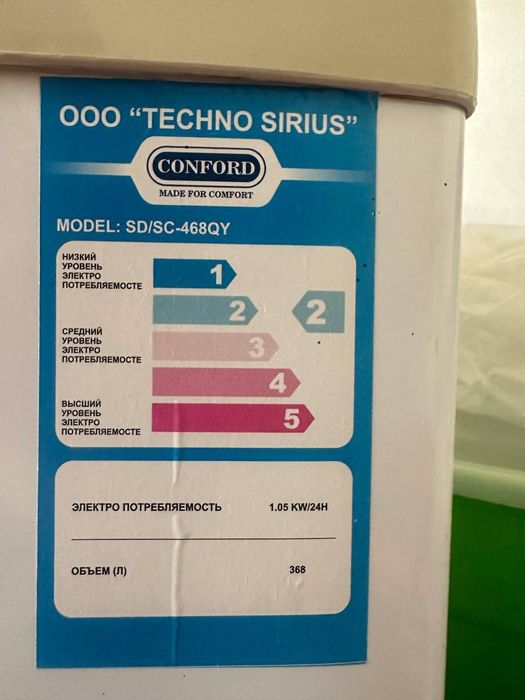 ООО "TECHNO SIRIUS"
CONFORD
MADE FOR COMFORT
MODEL: SD/SC-468QY
НИЗКИЙ
УРОВЕНЬ
ЭЛЕКТРО
ПОТРЕБЛЯЕМОСТЕ
1
2
2
СРЕДНИЙ
УРОВЕНЬ
ЭЛЕКТРО
ПОТРЕБЛЯЕМОСТЕ
3
4
ВЫСШИЙ
УРОВЕНЬ
ЭЛЕКТРО
ПОТРЕБЛЯЕМОСТЕ
5
ЭЛЕКТРО ПОТРЕБЛЯЕМОСТЬ 1.05 KW/24H
ОБЪЕМ (Л) 368